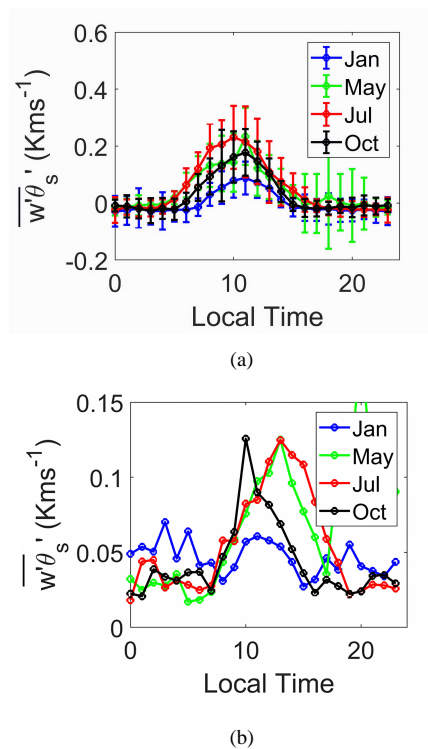 0.6
0.4
0.2
0
-0.2
w'θs' (Kms-1)
Jan
May
Jul
Oct
0
10
20
Local Time
(a)
0.15
0.1
0.05
0
w'θs' (Kms-1)
Jan
May
Jul
Oct
0
10
20
Local Time
(b)